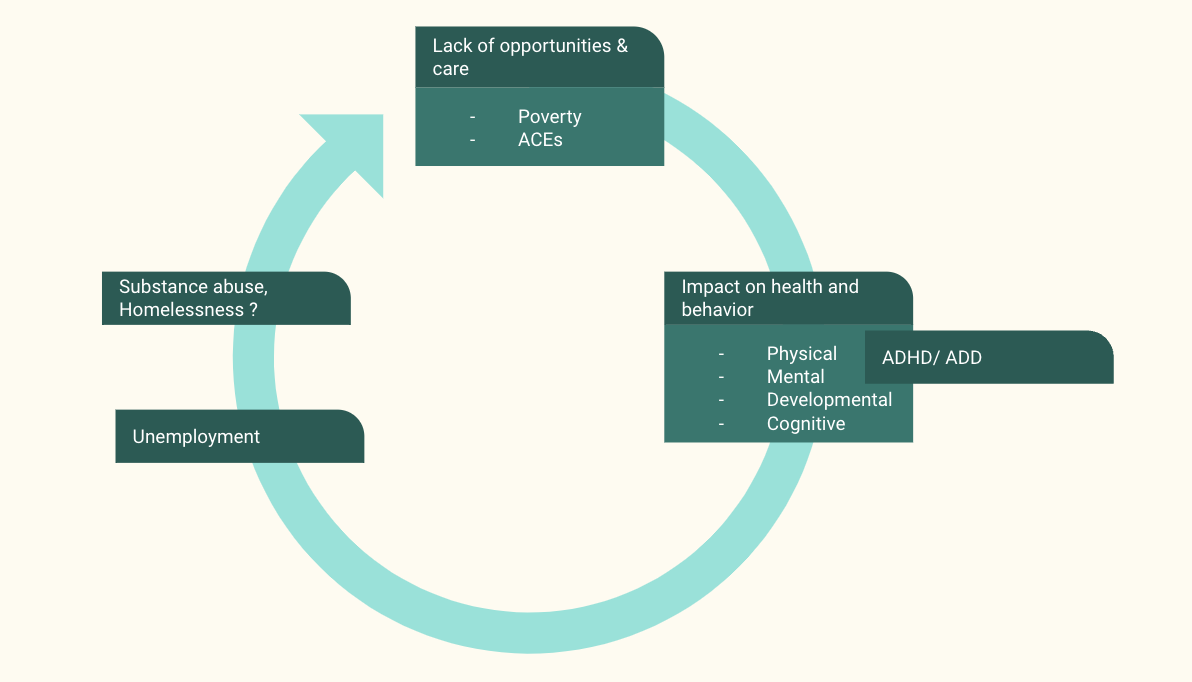 Lack of opportunities &
care
- Poverty
- ACEs
Substance abuse,
Homelessness ?
Impact on health and
behavior
- Physical
- Mental
- Developmental
- Cognitive
ADHD/ ADD
Unemployment